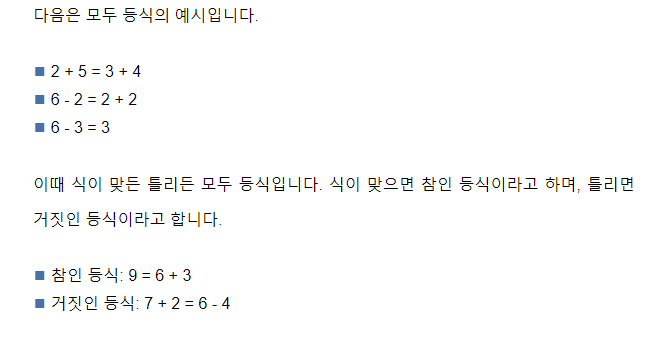 다음은 모두 등식의 예시입니다.
■ 2 + 5 = 3 + 4
■ 6 - 2 = 2 + 2
■ 6 - 3 = 3
이때 식이 맞든 틀리든 모두 등식입니다. 식이 맞으면 참인 등식이라고 하며, 틀리면
거짓인 등식이라고 합니다.
■ 참인 등식: 9 = 6 + 3
■ 거짓인 등식: 7 + 2 = 6 - 4